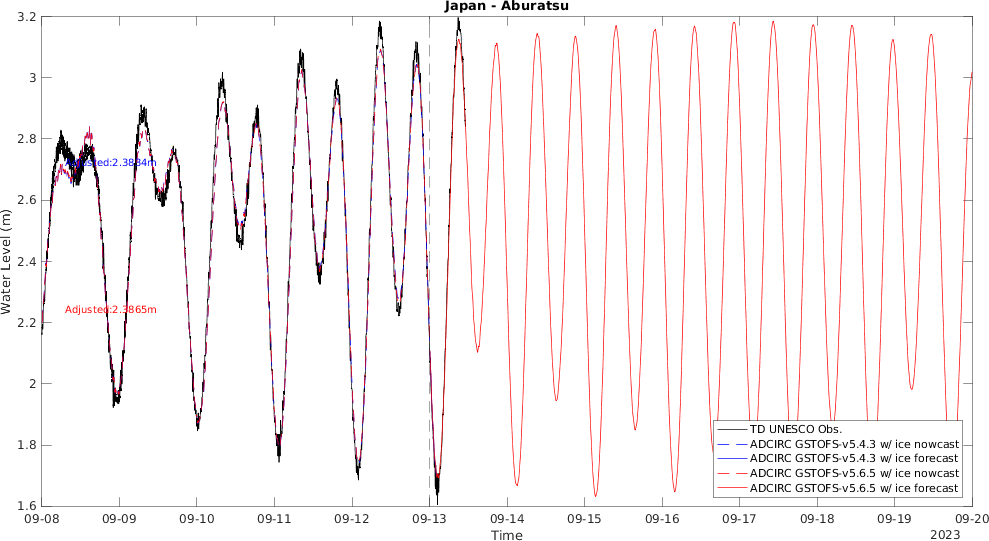 Japan - Aburatsu
3.2
3
2.8
2.6
2.4
2.2
2
1.8
1.6
Water Level (m)
Adjusted:2.3834m
Adjusted:2.3865m
TD UNESCO Obs.
ADCIRC GSTOFS-v5.4.3 w/ ice nowcast
ADCIRC GSTOFS-v5.4.3 w/ ice forecast
ADCIRC GSTOFS-v5.6.5 w/ ice nowcast
ADCIRC GSTOFS-v5.6.5 w/ ice forecast
09-08 09-09 09-10 09-11 09-12 09-13 09-14 09-15 09-16 09-17 09-18 09-19 09-20
Time
2023